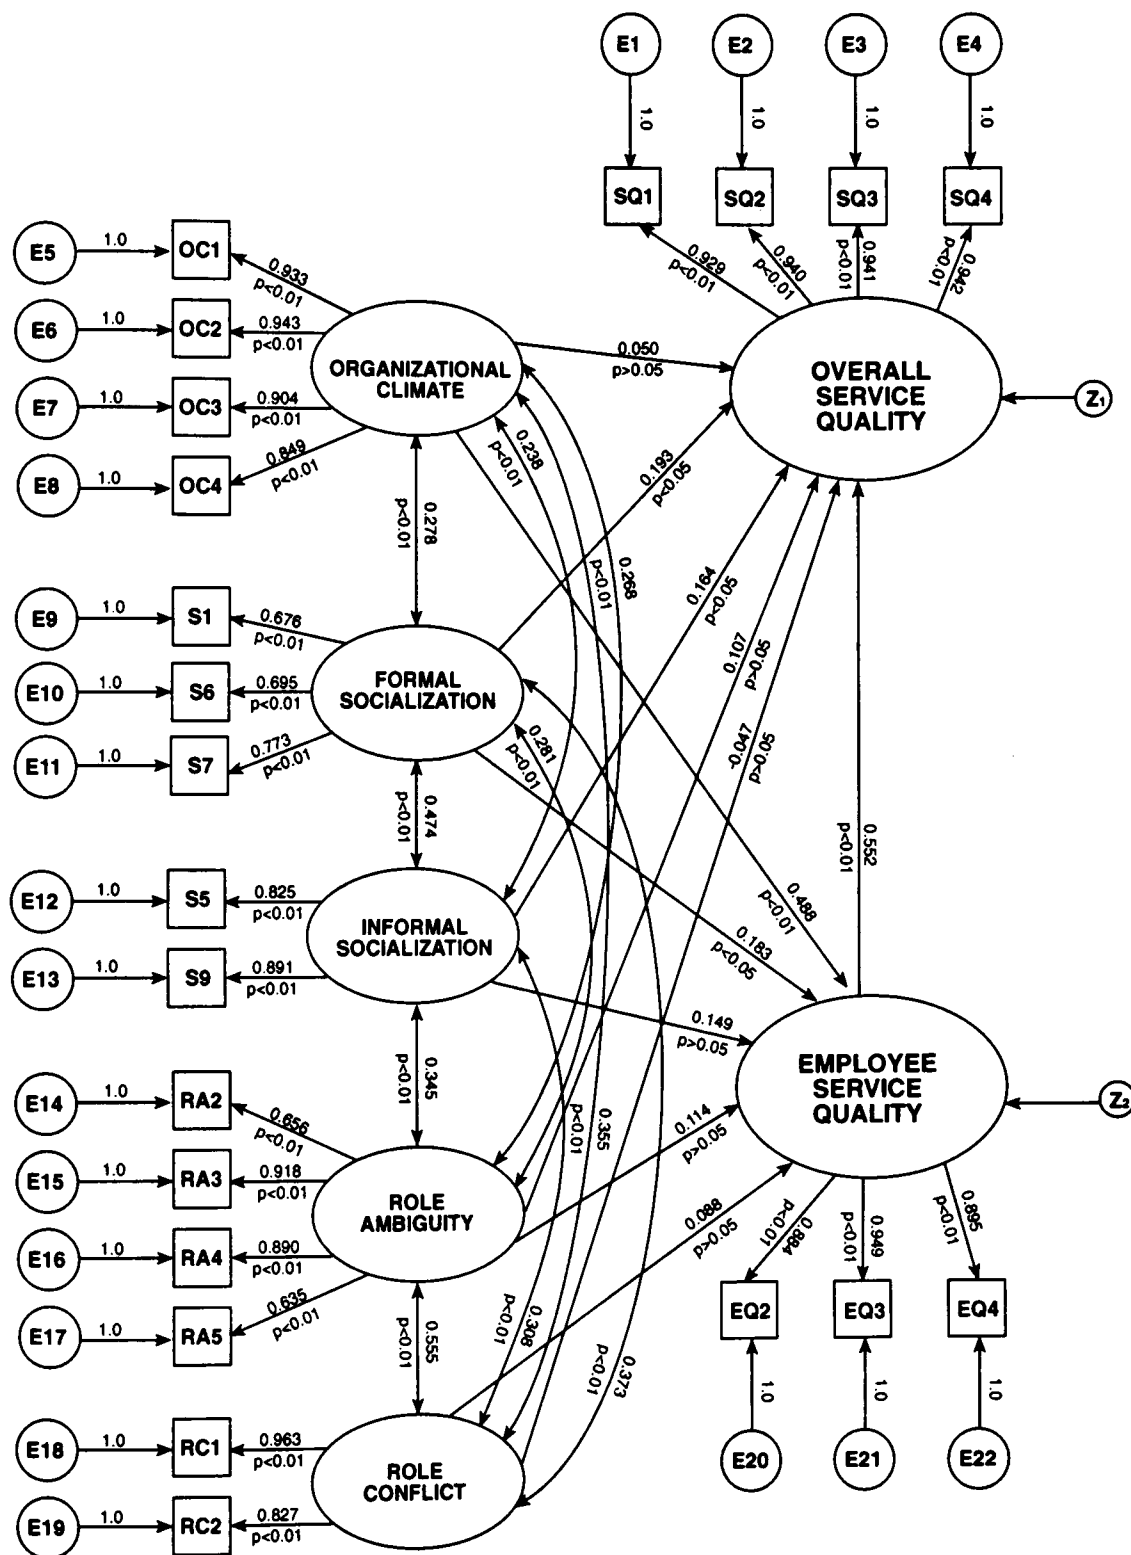 E1
E2
E3
E4
1.0
1.0
1.0
1.0
SQ1
SQ2
SQ3
SQ4
0.929
p<0.01
0.940
p<0.01
0.941
p<0.01
0.942
p<0.01
OVERALL
SERVICE
QUALITY
Z1
E5
1.0
OC1
0.933
p<0.01
E6
1.0
OC2
0.943
p<0.01
E7
1.0
OC3
0.904
p<0.01
E8
1.0
OC4
0.849
p<0.01
ORGANIZATIONAL
CLIMATE
0.050
p>0.05
0.238
p<0.01
0.193
p<0.05
0.278
p<0.01
0.268
p<0.01
0.164
p<0.05
0.107
p<0.05
-0.047
p<0.05
0.552
p<0.01
E9
1.0
S1
0.676
p<0.01
E10
1.0
S6
0.695
p<0.01
E11
1.0
S7
0.773
p<0.01
FORMAL
SOCIALIZATION
0.281
p<0.01
0.474
p<0.01
0.488
p<0.01
0.183
p<0.05
E12
1.0
S5
0.825
p<0.01
E13
1.0
S9
0.891
p<0.01
INFORMAL
SOCIALIZATION
0.149
p>0.05
0.345
p<0.01
EMPLOYEE
SERVICE
QUALITY
Z2
E14
1.0
RA2
0.656
p<0.01
E15
1.0
RA3
0.918
p<0.01
E16
1.0
RA4
0.890
p<0.01
E17
1.0
RA5
0.635
p<0.01
ROLE
AMBIGUITY
0.355
p<0.01
0.114
p>0.05
0.088
p>0.05
0.555
p<0.01
0.308
p<0.01
0.373
p<0.01
0.884
p<0.01
0.949
p<0.01
0.895
p<0.01
EQ2
EQ3
EQ4
1.0
1.0
1.0
E20
E21
E22
E18
1.0
RC1
0.963
p<0.01
E19
1.0
RC2
0.827
p<0.01
ROLE
CONFLICT